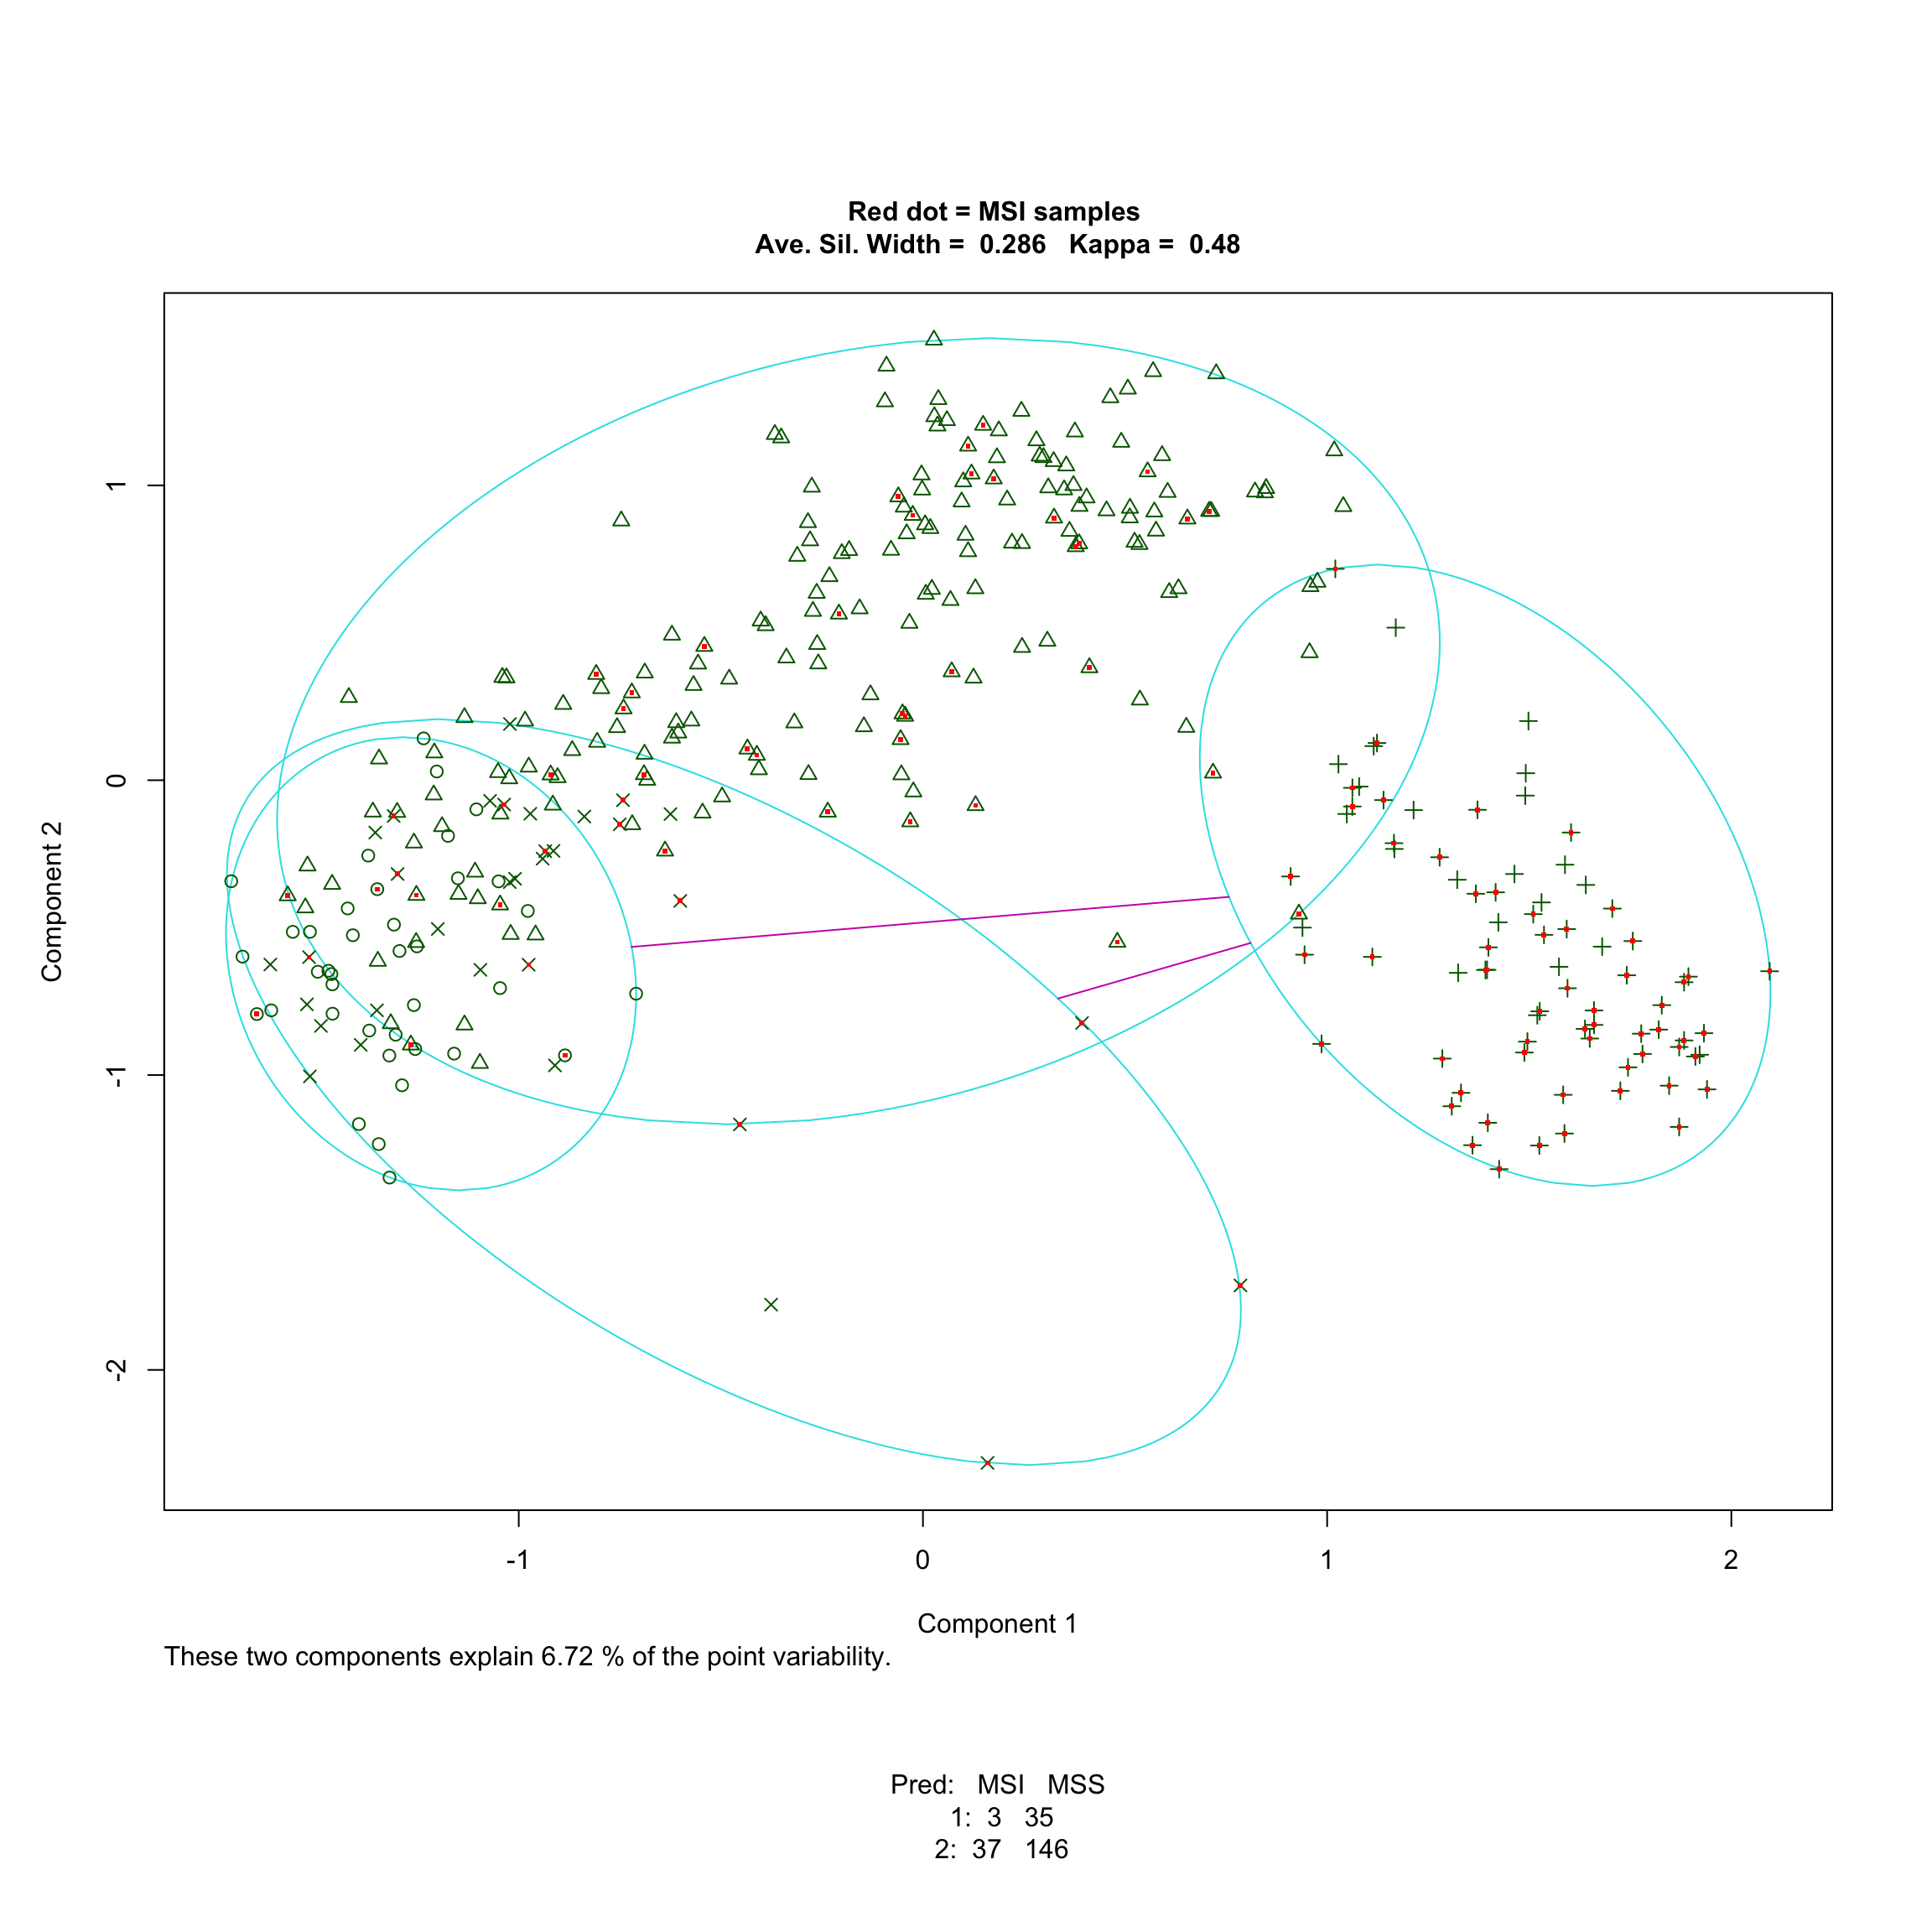 Red dot = MSI samples
Ave. Sil. Width = 0.286 Kappa = 0.48
1
0
-1
-2
Component 2
-1 0 1 2
Component 1
These two components explain 6.72 % of the point variability.
Pred: MSI MSS
1: 3 35
2: 37 146